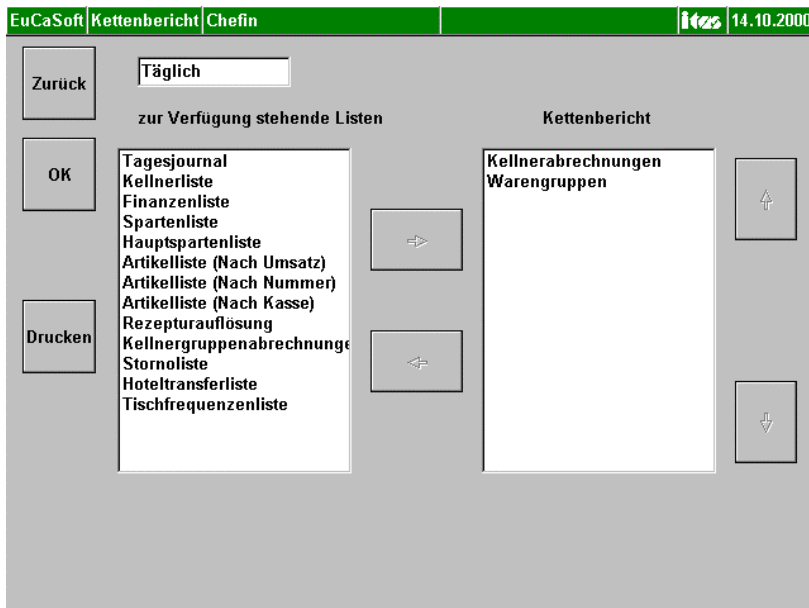 EuCaSoft Kettenbericht Chefin itas 14.10.2000
Zurück
Täglich
zur Verfügung stehende Listen
Kettenbericht
OK
Drucken
Tagesjournal
Kellnerliste
Finanzenliste
Spartenliste
Hauptspartenliste
Artikelliste (Nach Umsatz)
Artikelliste (Nach Nummer)
Artikelliste (Nach Kasse)
Rezepturauflösung
Kellnergruppenabrechnunge
Stornoliste
Hoteltransferliste
Tischfrequenzenliste
Kellnerabrechnungen
Warengruppen